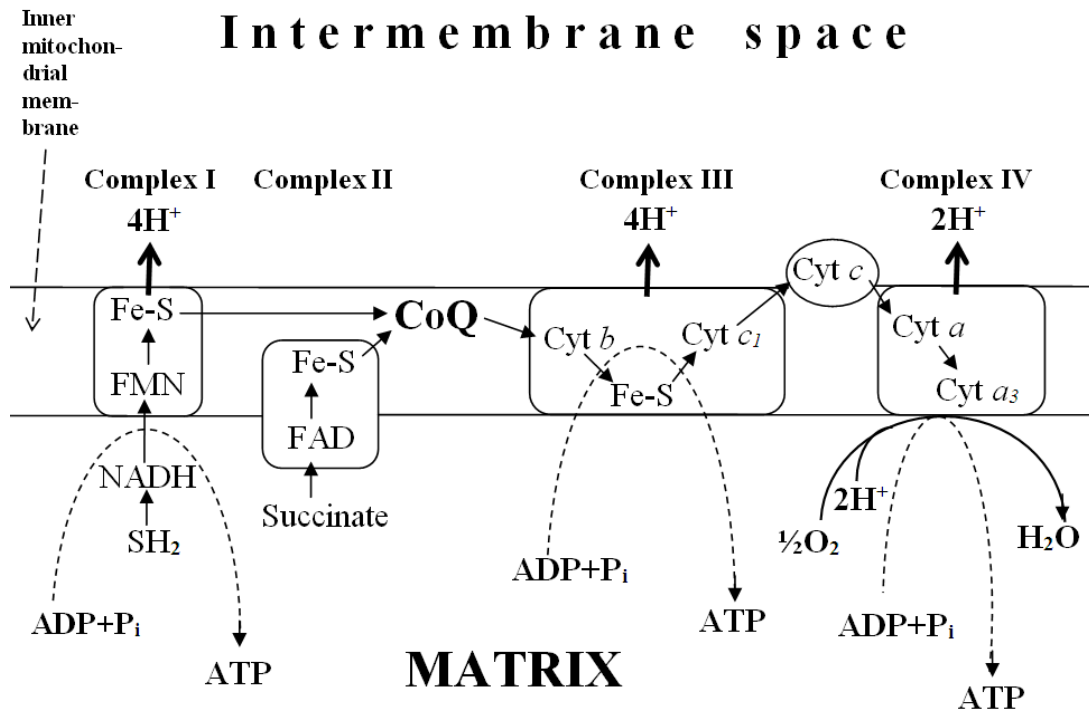 Inner
mitochon-
drial
mem-
brane
Intermembrane space
Complex I
Complex II
Complex III
Complex IV
4H⁺
4H⁺
2H⁺
Fe-S
FMN
NADH
SH₂
ADP+Pᵢ
ATP
Fe-S
FAD
Succinate
CoQ
Cyt b
Fe-S
Cyt c₁
ADP+Pᵢ
ATP
Cyt c
Cyt a
Cyt a₃
2H⁺
½O₂
H₂O
ADP+Pᵢ
ATP
MATRIX